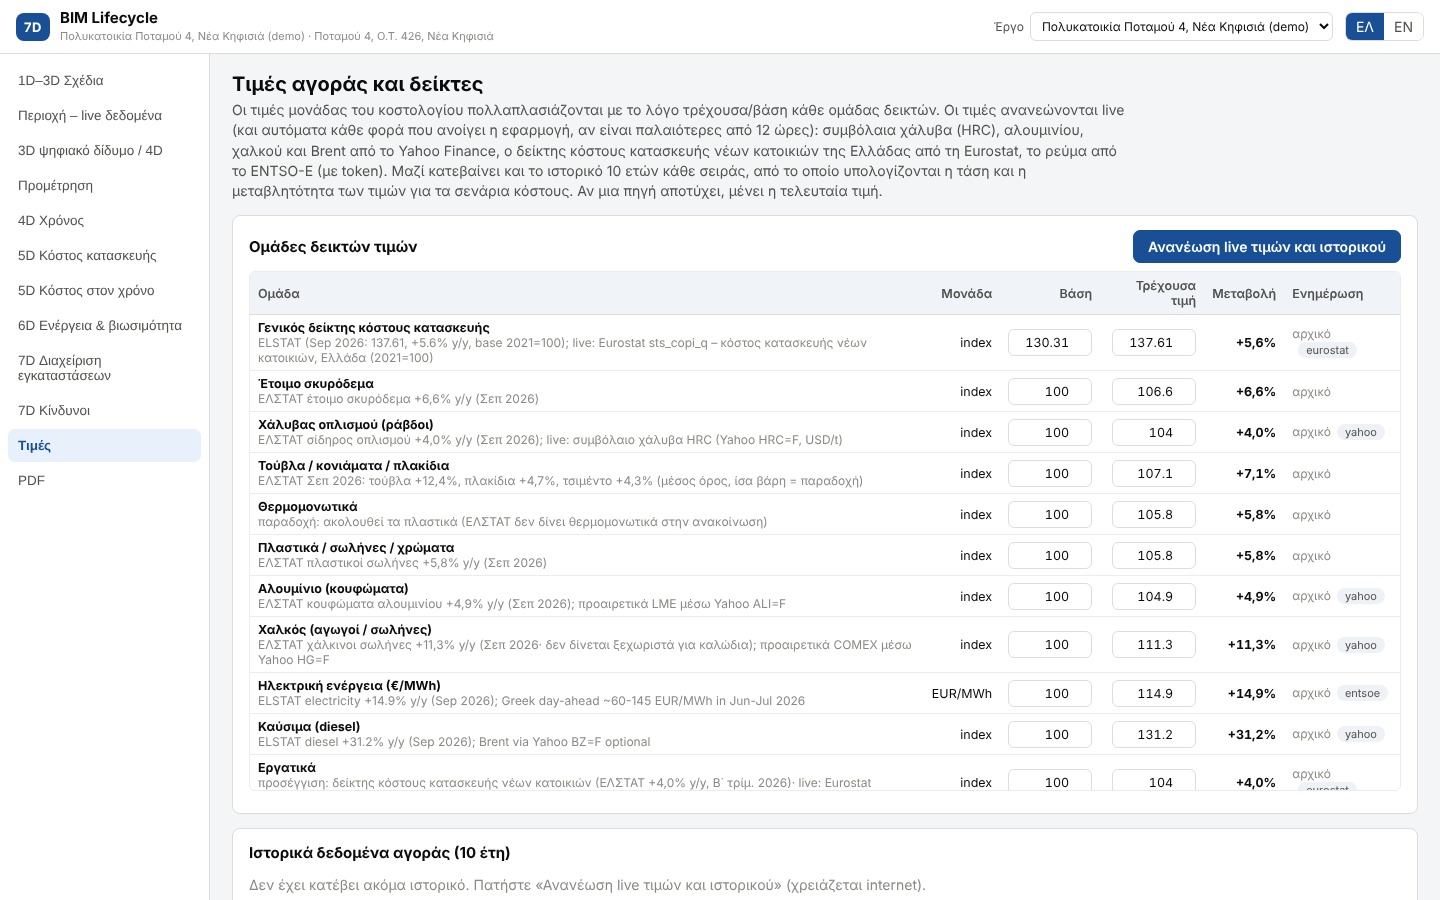 7D
BIM Lifecycle
Πολυκατοικία Ποταμού 4, Νέα Κηφισιά (demo) · Ποταμού 4, Ο.Τ. 426, Νέα Κηφισιά
Έργο
Πολυκατοικία Ποταμού 4, Νέα Κηφισιά (demo)
ΕΛ
EN
1D–3D Σχέδια
Περιοχή – live δεδομένα
3D ψηφιακό δίδυμο / 4D
Προμέτρηση
4D Χρόνος
5D Κόστος κατασκευής
5D Κόστος στον χρόνο
6D Ενέργεια & βιωσιμότητα
7D Διαχείριση
εγκαταστάσεων
7D Κίνδυνοι
Τιμές
PDF
Τιμές αγοράς και δείκτες
Οι τιμές μονάδας του κοστολογίου πολλαπλασιάζονται με το λόγο τρέχουσα/βάση κάθε ομάδας δεικτών. Οι τιμές ανανεώνονται live
(και αυτόματα κάθε φορά που ανοίγει η εφαρμογή, αν είναι παλαιότερες από 12 ώρες): συμβόλαια χάλυβα (HRC), αλουμινίου,
χαλκού και Brent από το Yahoo Finance, ο δείκτης κόστους κατασκευής νέων κατοικιών της Ελλάδας από τη Eurostat, το ρεύμα από
το ENTSO-E (με token). Μαζί κατεβαίνει και το ιστορικό 10 ετών κάθε σειράς, από το οποίο υπολογίζονται η τάση και η
μεταβλητότητα των τιμών για τα σενάρια κόστους. Αν μια πηγή αποτύχει, μένει η τελευταία τιμή.
Ομάδες δεικτών τιμών
Ανανέωση live τιμών και ιστορικού
Ομάδα Μονάδα Βάση Τρέχουσα τιμή Μεταβολή Ενημέρωση
Γενικός δείκτης κόστους κατασκευής
ELSTAT (Sep 2026: 137.61, +5.6% y/y, base 2021=100); live: Eurostat sts_copi_q – κόστος κατασκευής νέων
κατοικιών, Ελλάδα (2021=100)
index 130.31 137.61 +5,6% αρχικό eurostat
Έτοιμο σκυρόδεμα
ΕΛΣΤΑΤ έτοιμο σκυρόδεμα +6,6% y/y (Σεπ 2026)
index 100 106.6 +6,6% αρχικό
Χάλυβας οπλισμού (ράβδοι)
ΕΛΣΤΑΤ σίδηρος οπλισμού +4,0% y/y (Σεπ 2026); live: συμβόλαιο χάλυβα HRC (Yahoo HRC=F, USD/t)
index 100 104 +4,0% αρχικό yahoo
Τούβλα / κονιάματα / πλακίδια
ΕΛΣΤΑΤ Σεπ 2026: τούβλα +12,4%, πλακίδια +4,7%, τσιμέντο +4,3% (μέσος όρος, ίσα βάρη = παραδοχή)
index 100 107.1 +7,1% αρχικό
Θερμομονωτικά
παραδοχή: ακολουθεί τα πλαστικά (ΕΛΣΤΑΤ δεν δίνει θερμομονωτικά στην ανακοίνωση)
index 100 105.8 +5,8% αρχικό
Πλαστικά / σωλήνες / χρώματα
ΕΛΣΤΑΤ πλαστικοί σωλήνες +5,8% y/y (Σεπ 2026)
index 100 105.8 +5,8% αρχικό
Αλουμίνιο (κουφώματα)
ΕΛΣΤΑΤ κουφώματα αλουμινίου +4,9% y/y (Σεπ 2026); προαιρετικά LME μέσω Yahoo ALI=F
index 100 104.9 +4,9% αρχικό yahoo
Χαλκός (αγωγοί / σωλήνες)
ΕΛΣΤΑΤ χάλκινοι σωλήνες +11,3% y/y (Σεπ 2026· δεν δίνεται ξεχωριστά για καλώδια); προαιρετικά COMEX μέσω
Yahoo HG=F
index 100 111.3 +11,3% αρχικό yahoo
Ηλεκτρική ενέργεια (€/MWh)
ELSTAT electricity +14.9% y/y (Sep 2026); Greek day-ahead ~60-145 EUR/MWh in Jun-Jul 2026
EUR/MWh 100 114.9 +14,9% αρχικό entsoe
Καύσιμα (diesel)
ELSTAT diesel +31.2% y/y (Sep 2026); Brent via Yahoo BZ=F optional
index 100 131.2 +31,2% αρχικό yahoo
Εργατικά
προσέγγιση: δείκτης κόστους κατασκευής νέων κατοικιών (ΕΛΣΤΑΤ +4,0% y/y, Β΄ τρίμ. 2026)· live: Eurostat
index 100 104 +4,0% αρχικό eurostat
Ιστορικά δεδομένα αγοράς (10 έτη)
Δεν έχει κατέβει ακόμα ιστορικό. Πατήστε «Ανανέωση live τιμών και ιστορικού» (χρειάζεται internet).